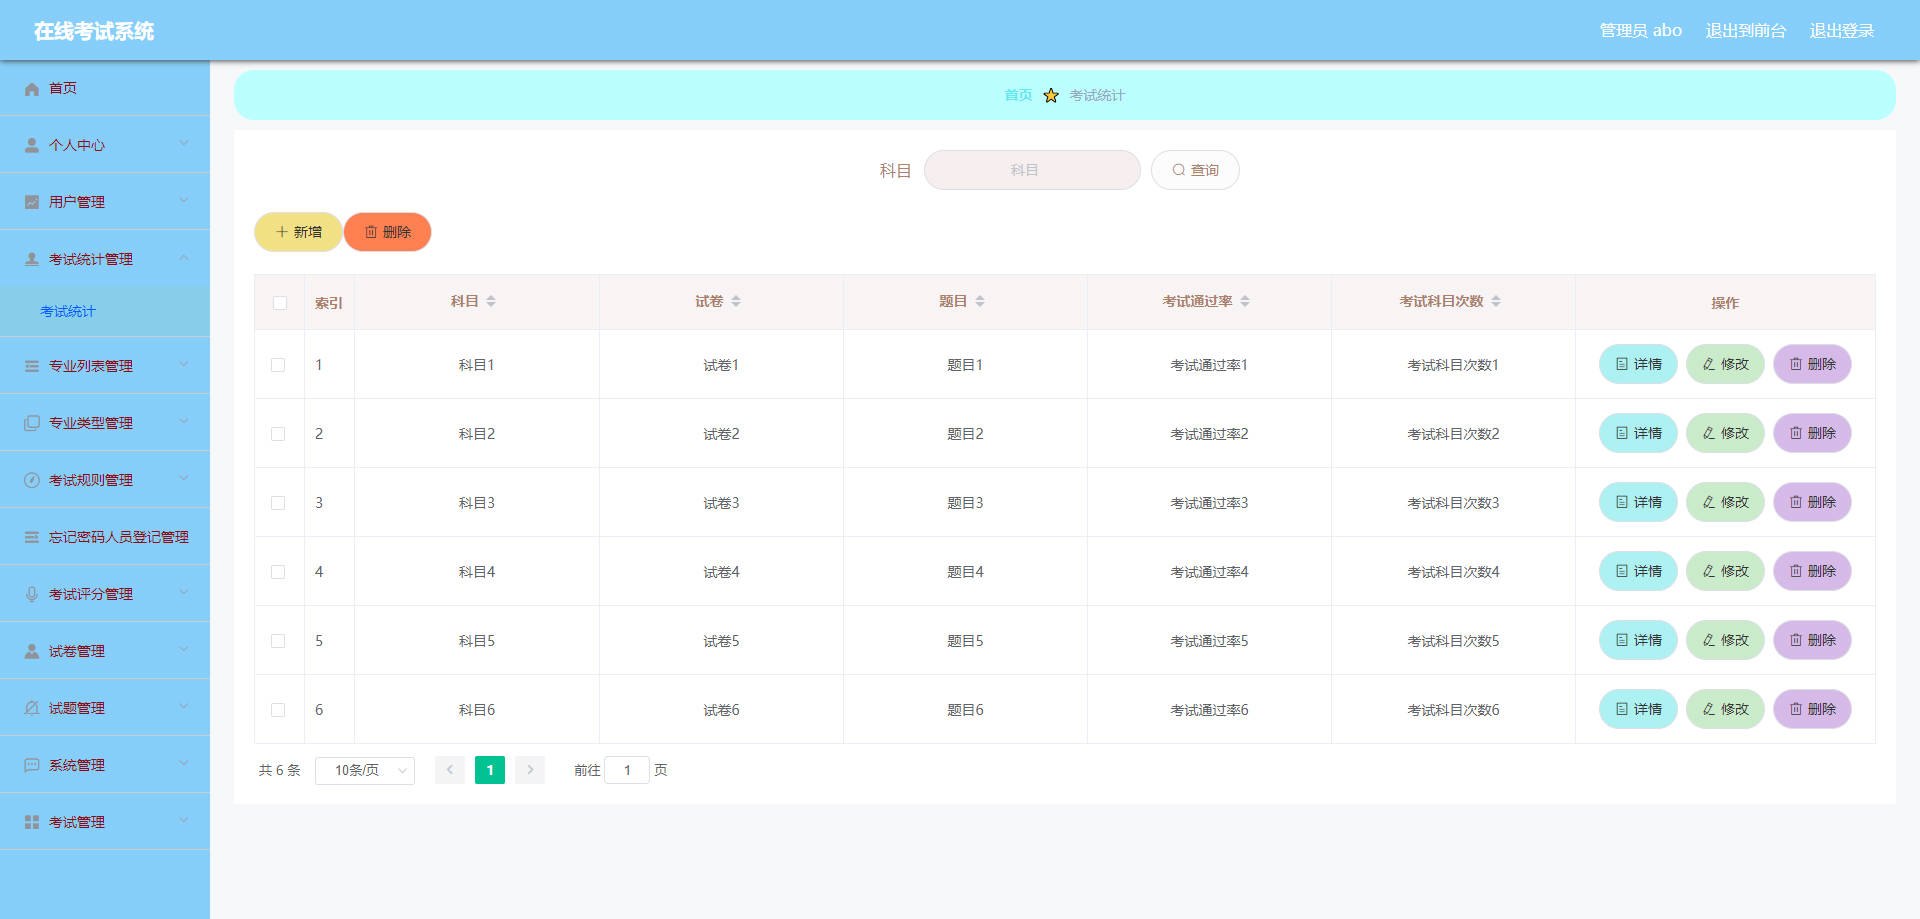 在线考试系统
管理员 abo 退出到前台 退出登录
首页
个人中心
用户管理
考试统计管理
考试统计
专业列表管理
专业类型管理
考试规则管理
忘记密码人员登记管理
考试评分管理
试卷管理
试题管理
系统管理
考试管理
首页 考试统计
科目 科目 查询
新增 删除
索引 科目 试卷 题目 考试通过率 考试科目次数 操作
1 科目1 试卷1 题目1 考试通过率1 考试科目次数1 详情 修改 删除
2 科目2 试卷2 题目2 考试通过率2 考试科目次数2 详情 修改 删除
3 科目3 试卷3 题目3 考试通过率3 考试科目次数3 详情 修改 删除
4 科目4 试卷4 题目4 考试通过率4 考试科目次数4 详情 修改 删除
5 科目5 试卷5 题目5 考试通过率5 考试科目次数5 详情 修改 删除
6 科目6 试卷6 题目6 考试通过率6 考试科目次数6 详情 修改 删除
共 6 条 10条/页 1 前往 1 页